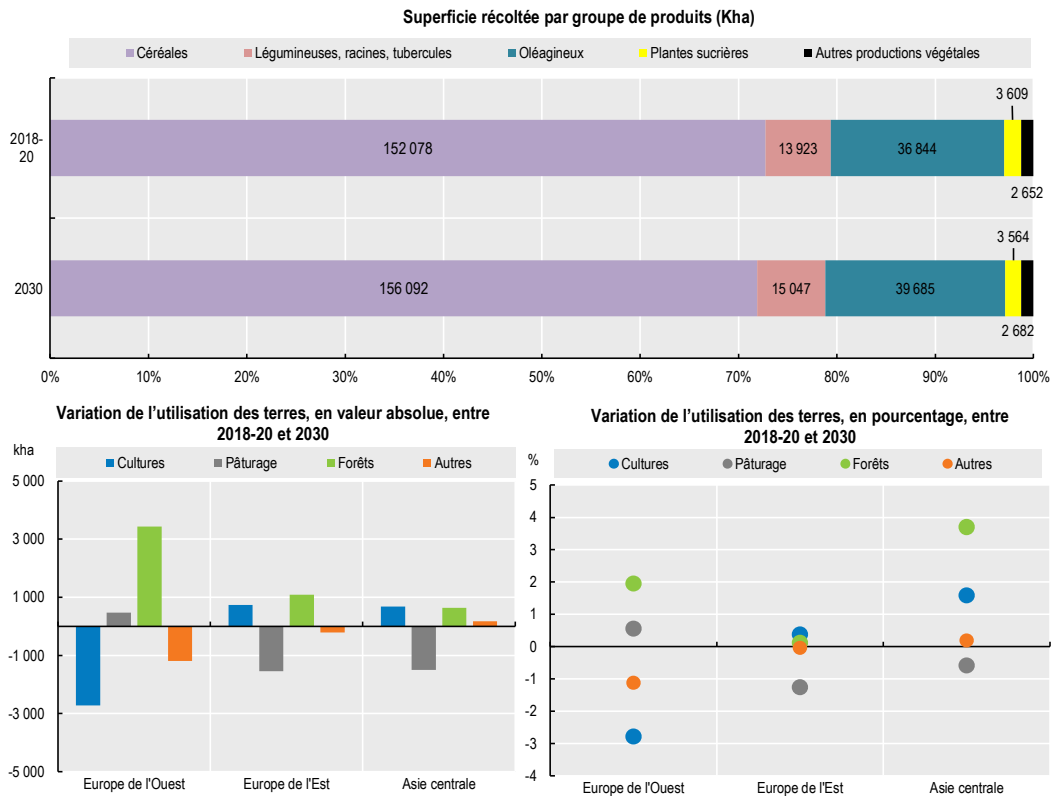 Superficie récoltée par groupe de produits (Kha)
Céréales Légumineuses, racines, tubercules Oléagineux Plantes sucrières Autres productions végétales
3 609
2018-
20
152 078 13 923 36 844
2 652
3 564
2030
156 092 15 047 39 685
2 682
0% 10% 20% 30% 40% 50% 60% 70% 80% 90% 100%
Variation de l'utilisation des terres, en valeur absolue, entre
2018-20 et 2030
kha
Cultures Pâturage Forêts Autres
5 000
3 000
1 000
-1 000
-3 000
-5 000
Europe de l'Ouest Europe de l'Est Asie centrale
Variation de l'utilisation des terres, en pourcentage, entre
2018-20 et 2030
%
Cultures Pâturage Forêts Autres
5
4
3
2
1
0
-1
-2
-3
-4
Europe de l'Ouest Europe de l'Est Asie centrale